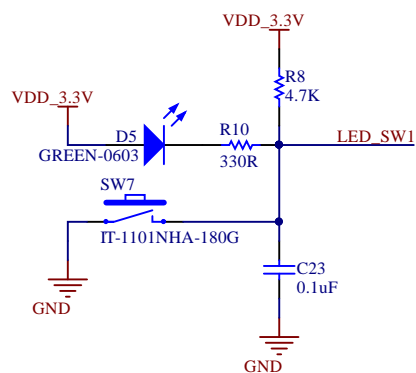 VDD_3.3V
R8
4.7K
VDD_3.3V
D5
R10
LED_SW1
GREEN-0603
330R
SW7
IT-1101NHA-180G
C23
0.1uF
GND
GND